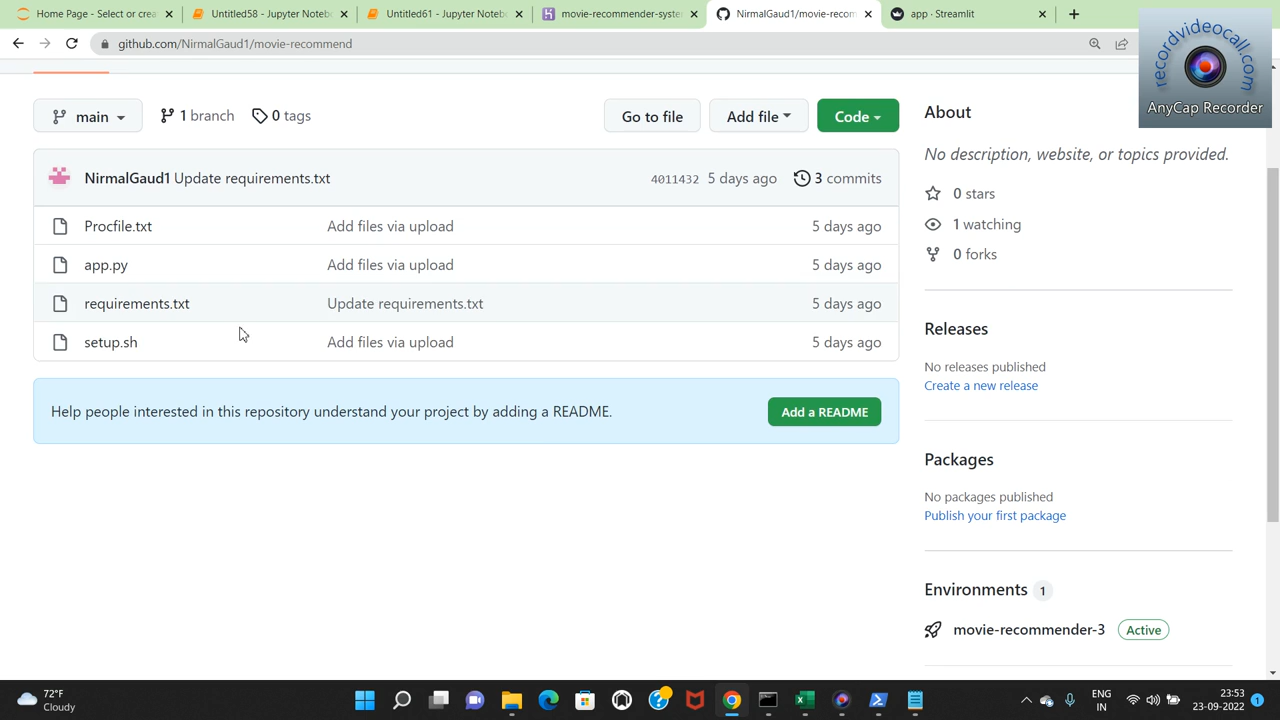 Home Page - Select or create
Untitled58 - Jupyter Notebo
Untitled61 - Jupyter Notebo
movie-recommender-syste
NirmalGaud1/movie-recom
app · Streamlit
github.com/NirmalGaud1/movie-recommend
recordvideocall.com
AnyCap Recorder
main
1 branch
0 tags
Go to file
Add file
Code
NirmalGaud1 Update requirements.txt
4011432 5 days ago
3 commits
Procfile.txt
Add files via upload
5 days ago
app.py
Add files via upload
5 days ago
requirements.txt
Update requirements.txt
5 days ago
setup.sh
Add files via upload
5 days ago
Help people interested in this repository understand your project by adding a README.
Add a README
About
No description, website, or topics provided.
0 stars
1 watching
0 forks
Releases
No releases published
Create a new release
Packages
No packages published
Publish your first package
Environments 1
movie-recommender-3
Active
72°F
Cloudy
ENG
IN
23:53
23-09-2022
1